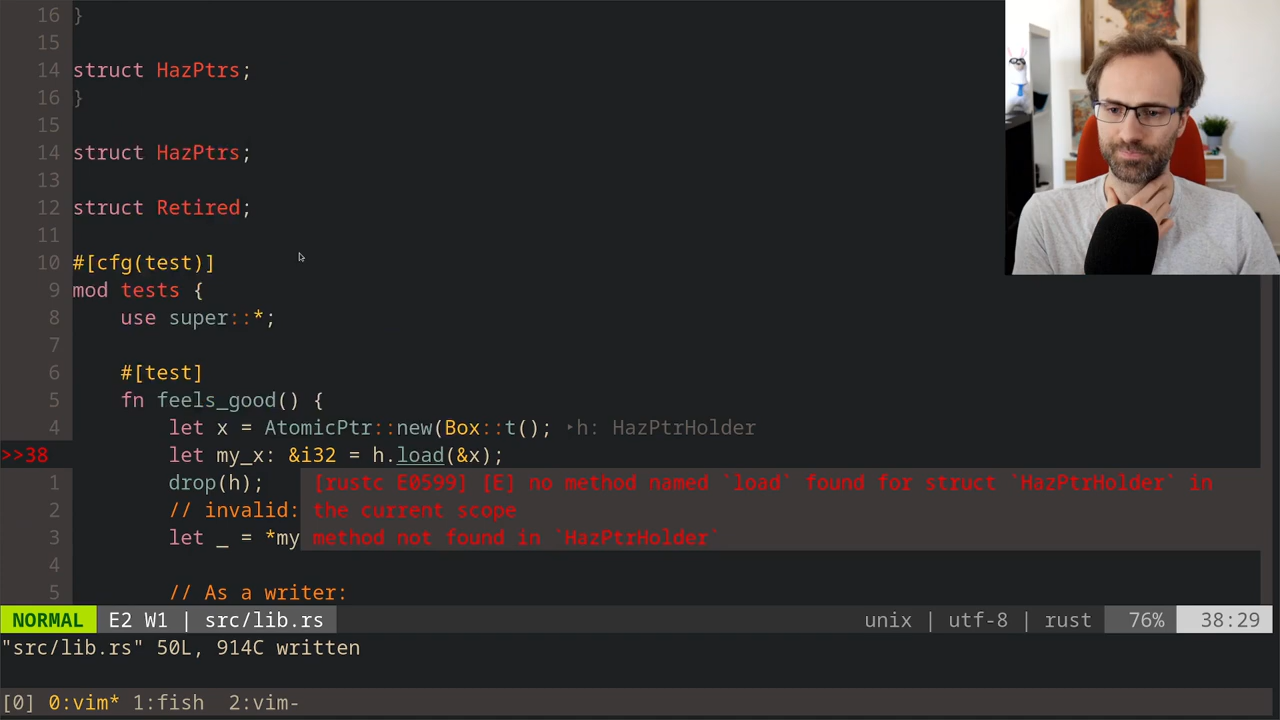 16 }
15
14 struct HazPtrs;
16 }
15
14 struct HazPtrs;
13
12 struct Retired;
11
10 #[cfg(test)]
9 mod tests {
8     use super::*;
7
6     #[test]
5     fn feels_good() {
4         let x = AtomicPtr::new(Box::t(); ‣h: HazPtrHolder
>>38         let my_x: &i32 = h.load(&x);
1         drop(h); [rustc E0599] [E] no method named `load` found for struct `HazPtrHolder` in
2         // invalid: the current scope
3         let _ = *my method not found in `HazPtrHolder`
4
5         // As a writer:
NORMAL E2 W1 | src/lib.rs unix | utf-8 | rust 76% 38:29
"src/lib.rs" 50L, 914C written
[0] 0:vim* 1:fish 2:vim-